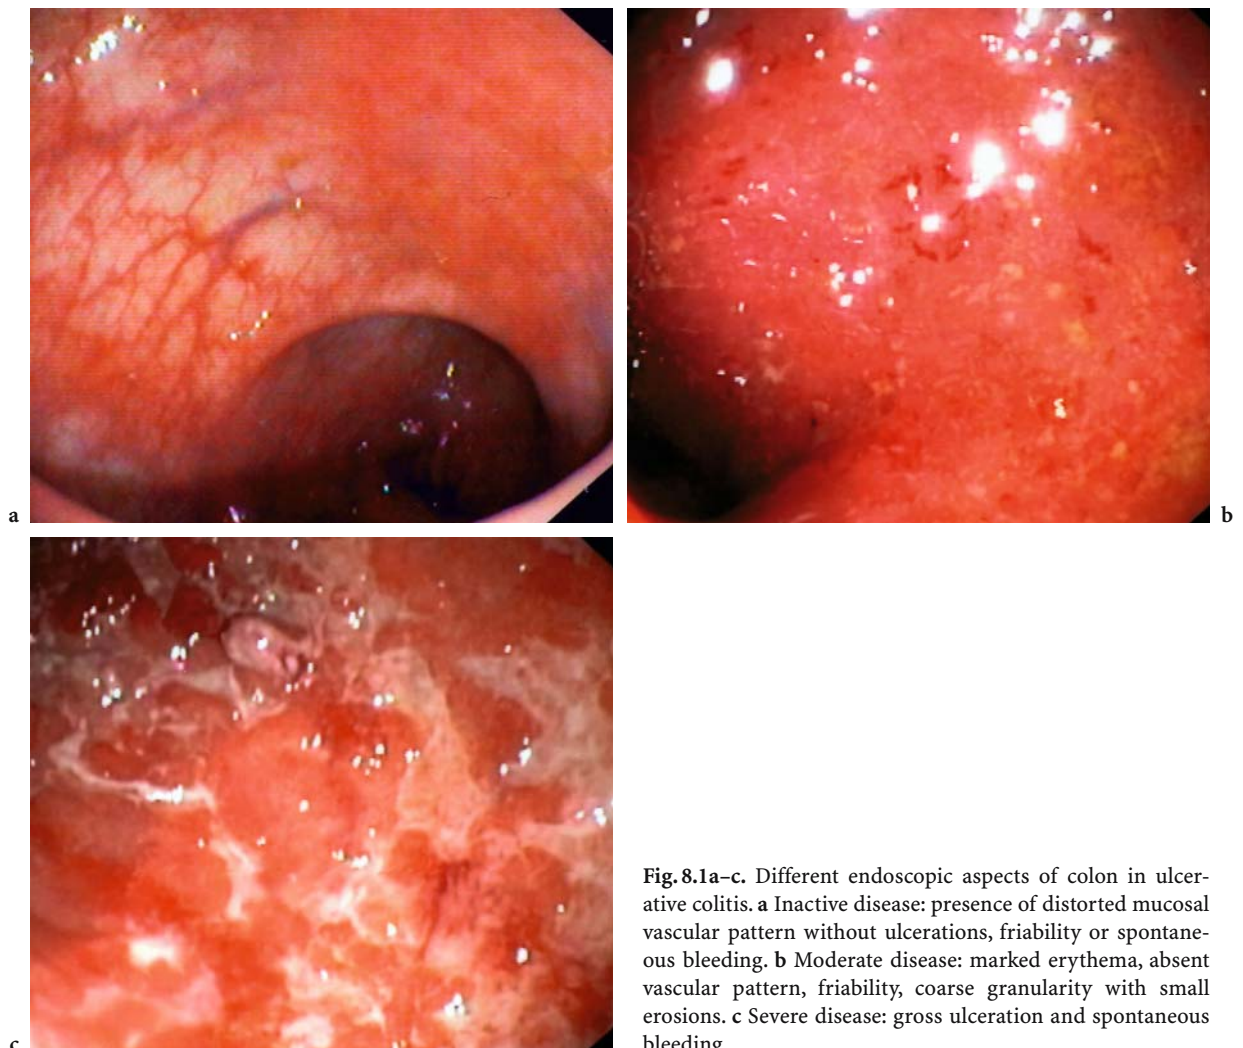 a
b
c
Fig. 8.1a–c. Different endoscopic aspects of colon in ulcer-
ative colitis. a Inactive disease: presence of distorted mucosal
vascular pattern without ulcerations, friability or spontane-
ous bleeding. b Moderate disease: marked erythema, absent
vascular pattern, friability, coarse granularity with small
erosions. c Severe disease: gross ulceration and spontaneous
bleeding